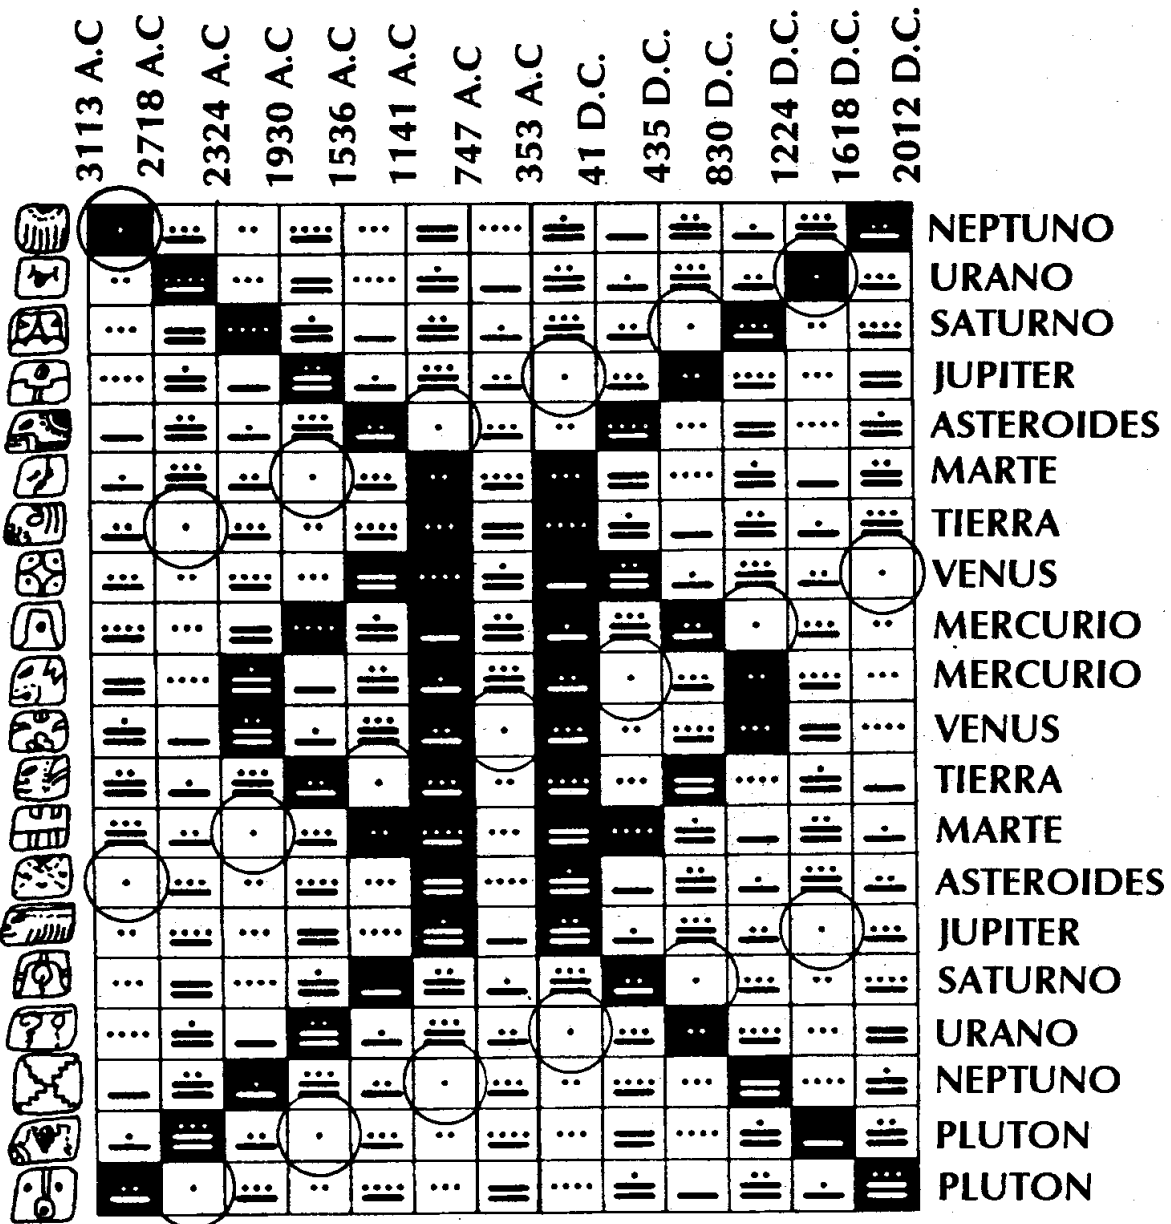 3113 A.C
2718 A.C
2324 A.C
1930 A.C
1536 A.C
1141 A.C
747 A.C
353 A.C
41 D.C.
435 D.C.
830 D.C.
1224 D.C.
1618 D.C.
2012 D.C.
NEPTUNO
URANO
SATURNO
JUPITER
ASTEROIDES
MARTE
TIERRA
VENUS
MERCURIO
MERCURIO
VENUS
TIERRA
MARTE
ASTEROIDES
JUPITER
SATURNO
URANO
NEPTUNO
PLUTON
PLUTON